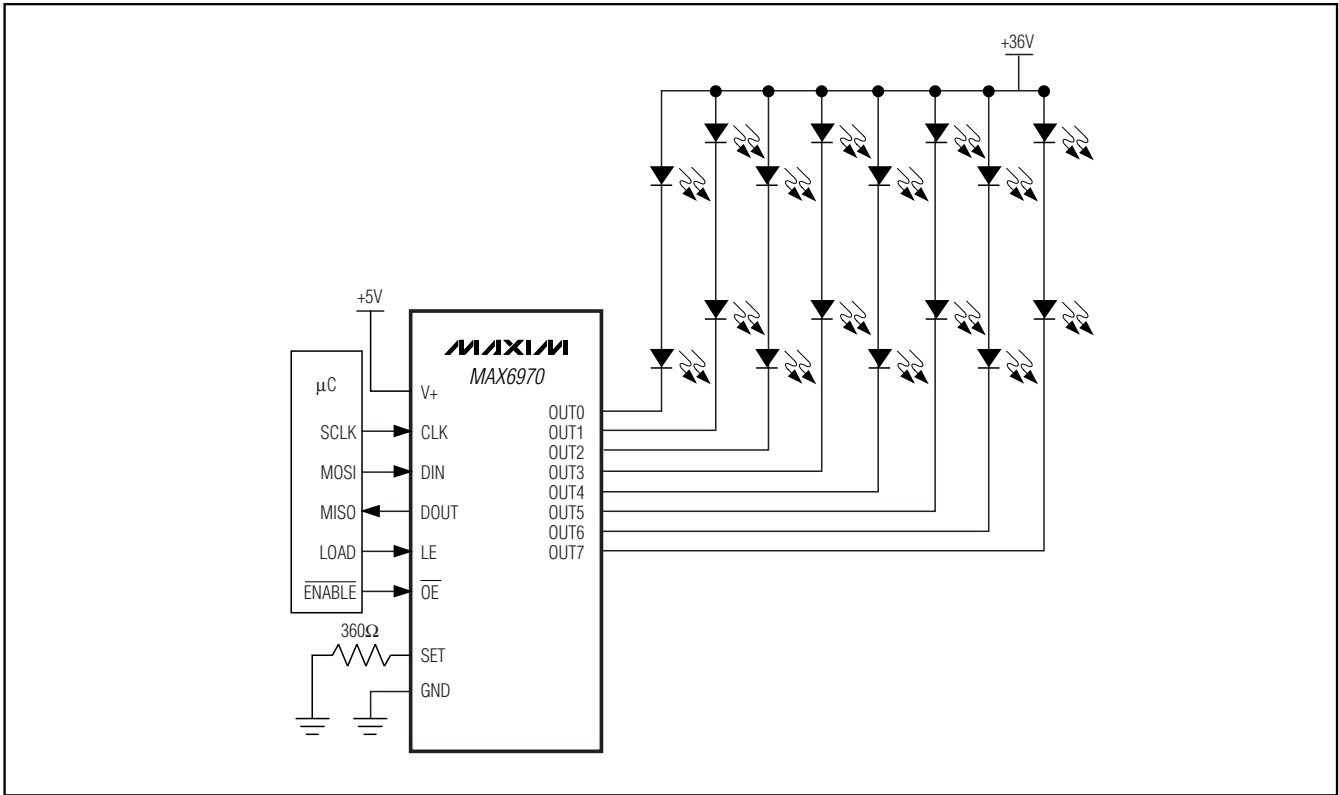 +36V
+5V
MAXIM
MAX6970
μC
V+
SCLK CLK
MOSI DIN
MISO DOUT
LOAD LE
ENABLE OE
OUT0
OUT1
OUT2
OUT3
OUT4
OUT5
OUT6
OUT7
360Ω
SET
GND